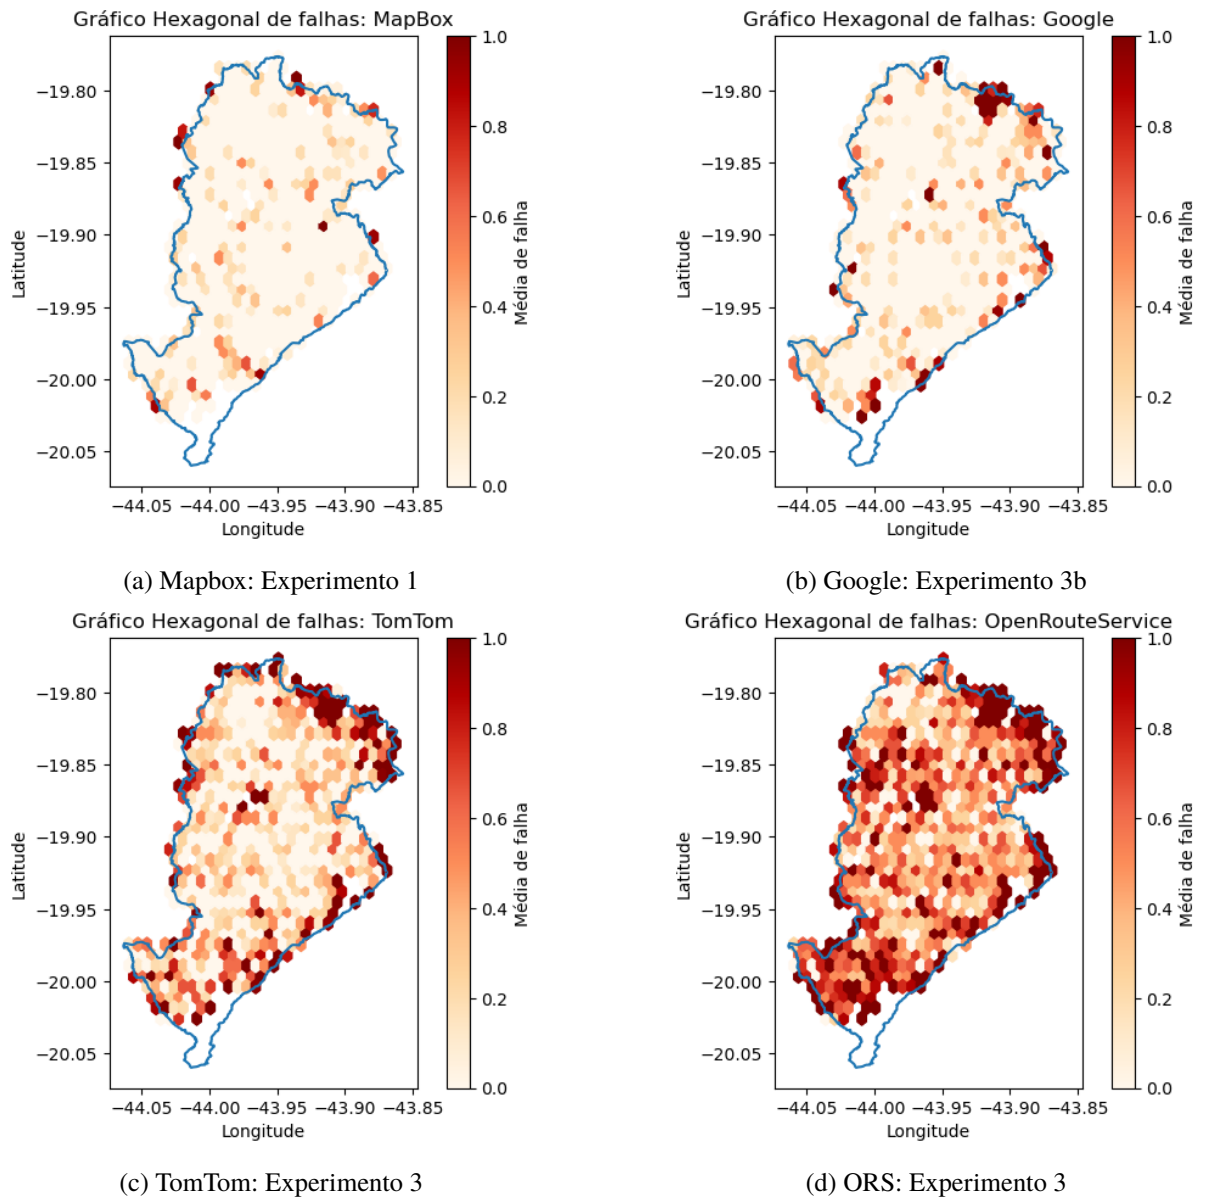 Gráfico Hexagonal de falhas: MapBox
−19.80
−19.85
−19.90
−19.95
−20.00
−20.05
Latitude
−44.05 −44.00 −43.95 −43.90 −43.85
Longitude
1.0
0.8
0.6
0.4
0.2
0.0
Média de falha
(a) Mapbox: Experimento 1
Gráfico Hexagonal de falhas: Google
−19.80
−19.85
−19.90
−19.95
−20.00
−20.05
Latitude
−44.05 −44.00 −43.95 −43.90 −43.85
Longitude
1.0
0.8
0.6
0.4
0.2
0.0
Média de falha
(b) Google: Experimento 3b
Gráfico Hexagonal de falhas: TomTom
−19.80
−19.85
−19.90
−19.95
−20.00
−20.05
Latitude
−44.05 −44.00 −43.95 −43.90 −43.85
Longitude
1.0
0.8
0.6
0.4
0.2
0.0
Média de falha
(c) TomTom: Experimento 3
Gráfico Hexagonal de falhas: OpenRouteService
−19.80
−19.85
−19.90
−19.95
−20.00
−20.05
Latitude
−44.05 −44.00 −43.95 −43.90 −43.85
Longitude
1.0
0.8
0.6
0.4
0.2
0.0
Média de falha
(d) ORS: Experimento 3